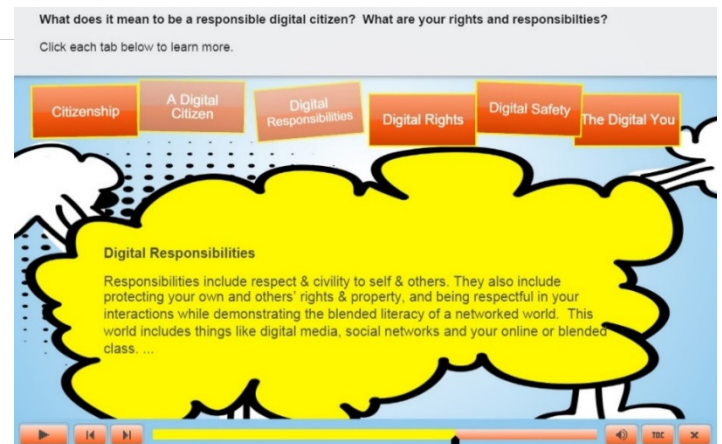 What does it mean to be a responsible digital citizen? What are your rights and responsibilties?
Click each tab below to learn more.
Citizenship
A Digital
Citizen
Digital
Responsibilities
Digital Rights
Digital Safety
The Digital You
Digital Responsibilities
Responsibilities include respect & civility to self & others. They also include
protecting your own and others' rights & property, and being respectful in your
interactions while demonstrating the blended literacy of a networked world. This
world includes things like digital media, social networks and your online or blended
class. ...
TOC